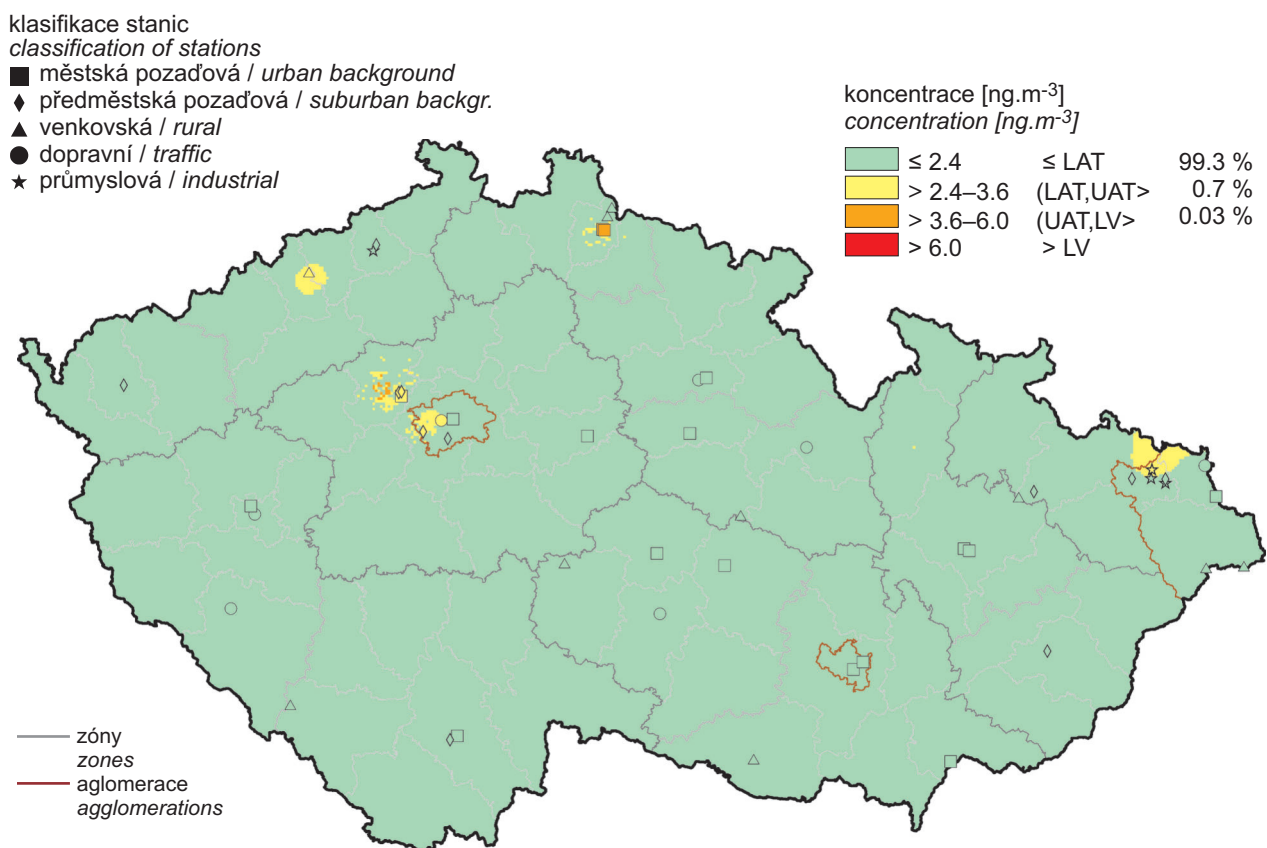 klasifikace stanic
classification of stations
městská pozaďová / urban background
předměstská pozaďová / suburban backgr.
venkovská / rural
dopravní / traffic
průmyslová / industrial
koncentrace [ng.m-3]
concentration [ng.m-3]
≤ 2.4 ≤ LAT 99.3 %
> 2.4–3.6 (LAT,UAT> 0.7 %
> 3.6–6.0 (UAT,LV> 0.03 %
> 6.0 > LV
zóny
zones
aglomerace
agglomerations